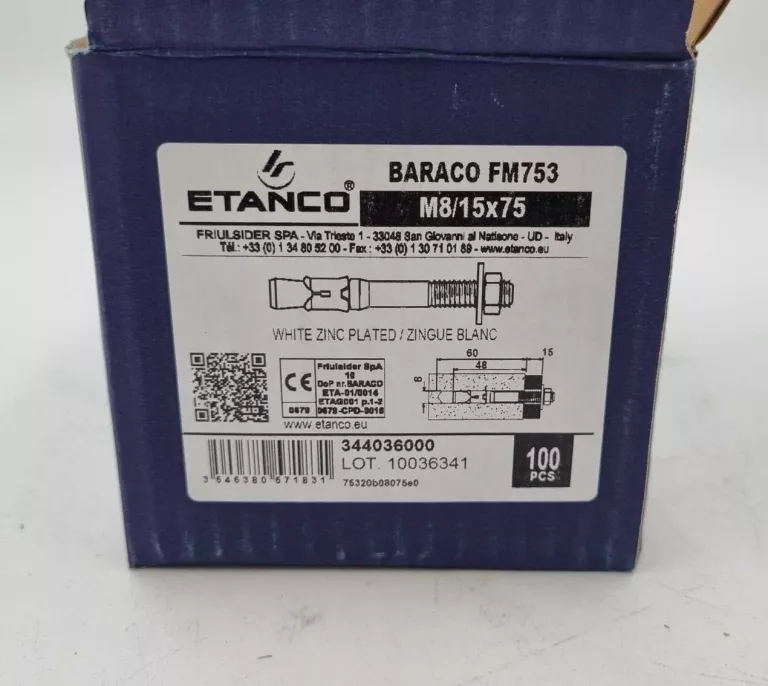 ETANCO®
BARACO FM753
M8/15x75
FRIULSIDER SPA - Via Trieste 1 - 33048 San Giovanni al Natisone - UD - Italy
Tél.: +33 (0) 1 34 80 52 00 - Fax : +33 (0) 1 30 71 01 89 - www.etanco.eu
WHITE ZINC PLATED / ZINGUE BLANC
CE
0679
Friulsider SpA
10
DoP nr.BARACO
ETA-01/0014
ETAG001 p.1-2
0679-CPD-0016
60
15
48
8
www.etanco.eu
3 546380 571831
344036000
LOT. 10036341
75320b08075e0
100
PCS